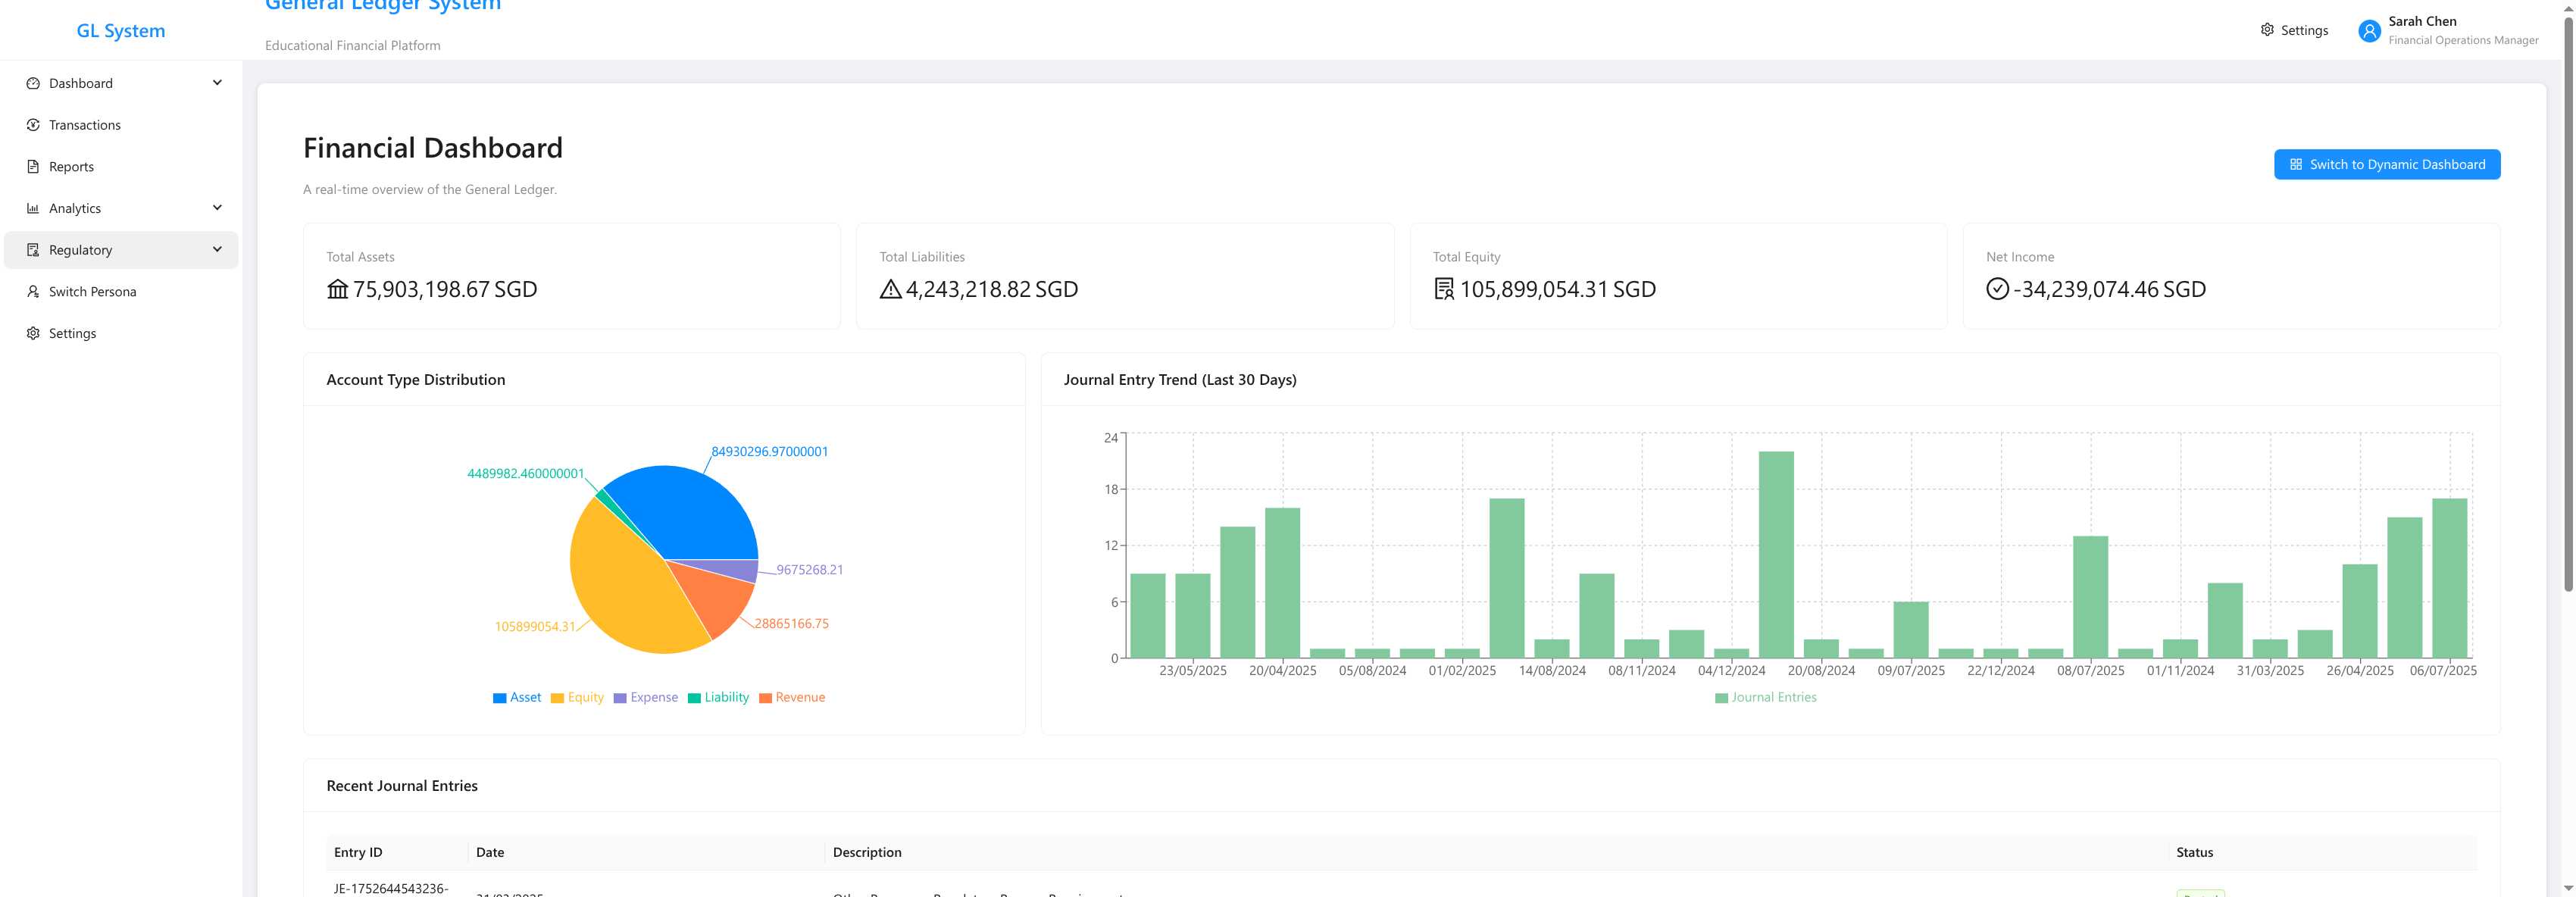 General Ledger System
GL System
Educational Financial Platform
Settings
Sarah Chen
Financial Operations Manager
Dashboard
Transactions
Reports
Analytics
Regulatory
Switch Persona
Settings
Financial Dashboard
A real-time overview of the General Ledger.
Switch to Dynamic Dashboard
Total Assets
75,903,198.67 SGD
Total Liabilities
4,243,218.82 SGD
Total Equity
105,899,054.31 SGD
Net Income
-34,239,074.46 SGD
Account Type Distribution
84930296.97000001
4489982.460000001
9675268.21
28865166.75
105899054.31
Asset Equity Expense Liability Revenue
Journal Entry Trend (Last 30 Days)
24
18
12
6
0
23/05/2025 20/04/2025 05/08/2024 01/02/2025 14/08/2024 08/11/2024 04/12/2024 20/08/2024 09/07/2025 22/12/2024 08/07/2025 01/11/2024 31/03/2025 26/04/2025 06/07/2025
Journal Entries
Recent Journal Entries
Entry ID Date Description Status
JE-1752644543236-